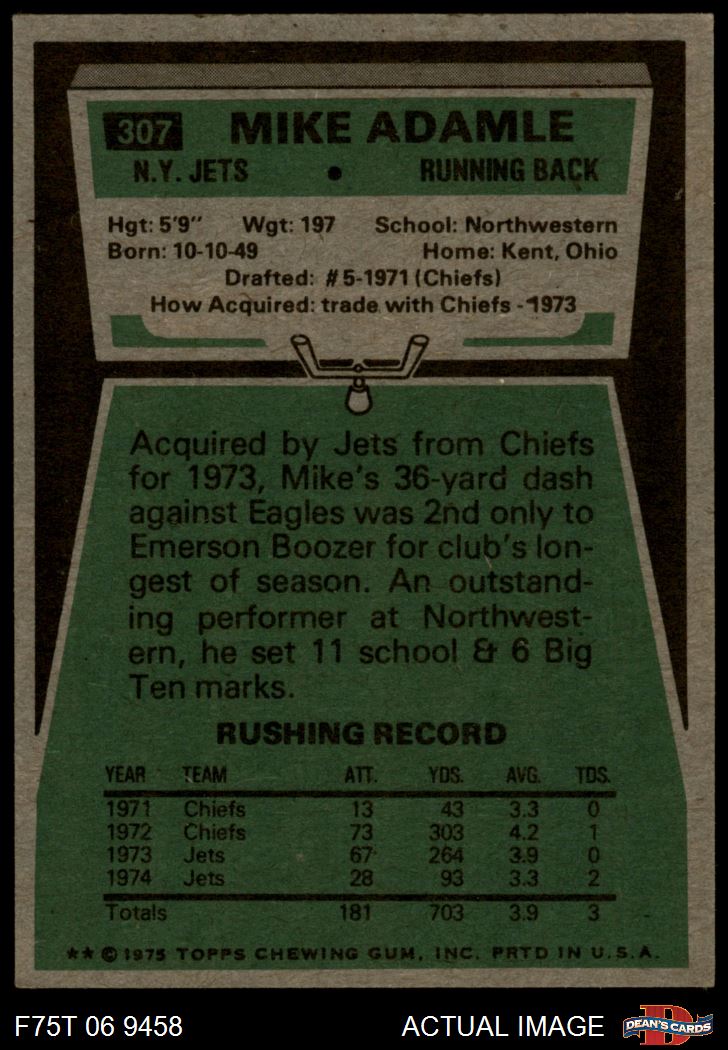 307 MIKE ADAMLE
N.Y. JETS • RUNNING BACK
Hgt: 5'9" Wgt: 197 School: Northwestern
Born: 10-10-49 Home: Kent, Ohio
Drafted: #5-1971 (Chiefs)
How Acquired: trade with Chiefs - 1973
Acquired by Jets from Chiefs
for 1973, Mike's 36-yard dash
against Eagles was 2nd only to
Emerson Boozer for club's lon-
gest of season. An outstand-
ing performer at Northwest-
ern, he set 11 school & 6 Big
Ten marks.
RUSHING RECORD
YEAR TEAM ATT. YDS. AVG. TDS.
1971 Chiefs 13 43 3.3 0
1972 Chiefs 73 303 4.2 1
1973 Jets 67 264 3.9 0
1974 Jets 28 93 3.3 2
Totals 181 703 3.9 3
** © 1975 TOPPS CHEWING GUM, INC. PRTD IN U.S.A.
F75T 06 9458 ACTUAL IMAGE D DEAN'S CARDS